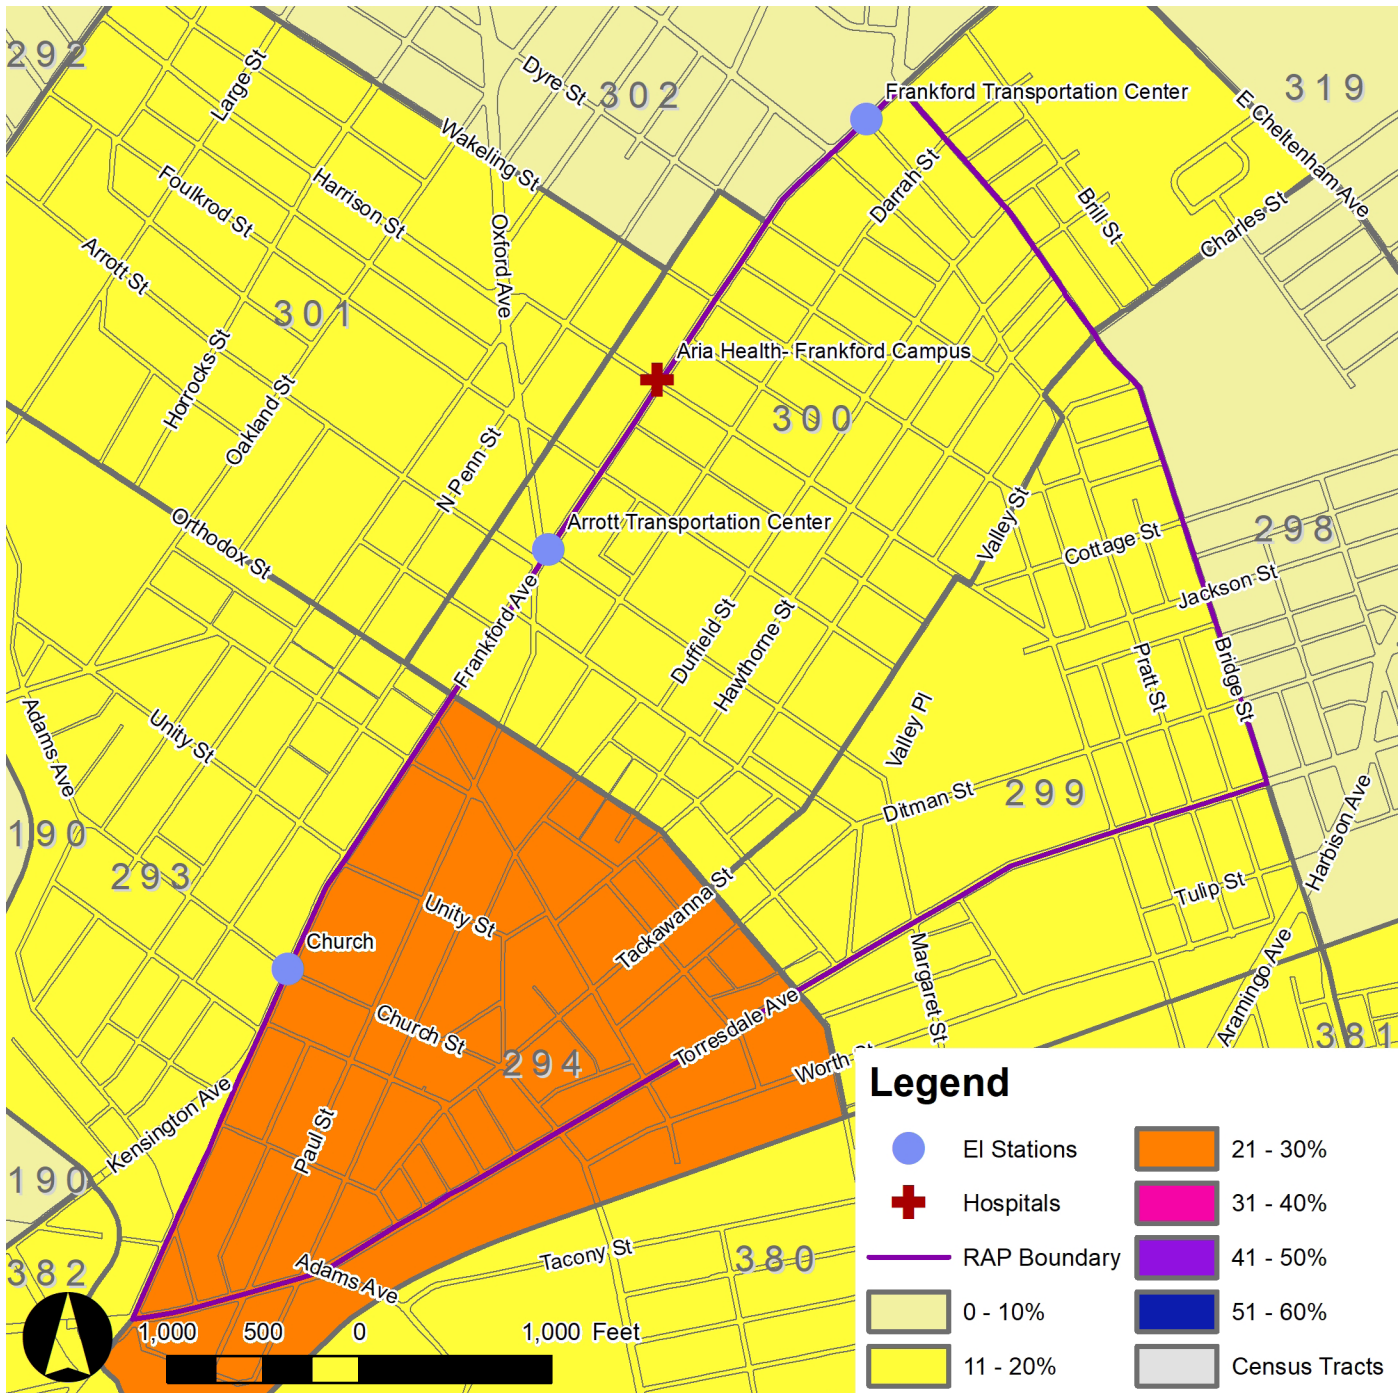 292
Large St
Dyre St
302
Frankford Transportation Center
319
E Cheltenham Ave
Wakeling St
Foulkrod St
Harrison St
Darrah St
Brill St
Charles St
Arrott St
Oxford Ave
301
Horrocks St
Oakland St
Aria Health- Frankford Campus
300
N Penn St
Orthodox St
Arrott Transportation Center
Valley St
Cottage St
298
Jackson St
Frankford Ave
Duffield St
Hawthorne St
Pratt St
Bridge St
Adams Ave
Unity St
Valley Pl
Ditman St
299
190
293
Harbison Ave
Unity St
Tackawanna St
Tulip St
Church
Margaret St
Aramingo Ave
Church St
294
Torresdale Ave
Worth St
381
Kensington Ave
Paul St
190
382
Adams Ave
Tacony St
380
1,000 500 0 1,000 Feet
Legend
El Stations
Hospitals
RAP Boundary
0 - 10%
11 - 20%
21 - 30%
31 - 40%
41 - 50%
51 - 60%
Census Tracts